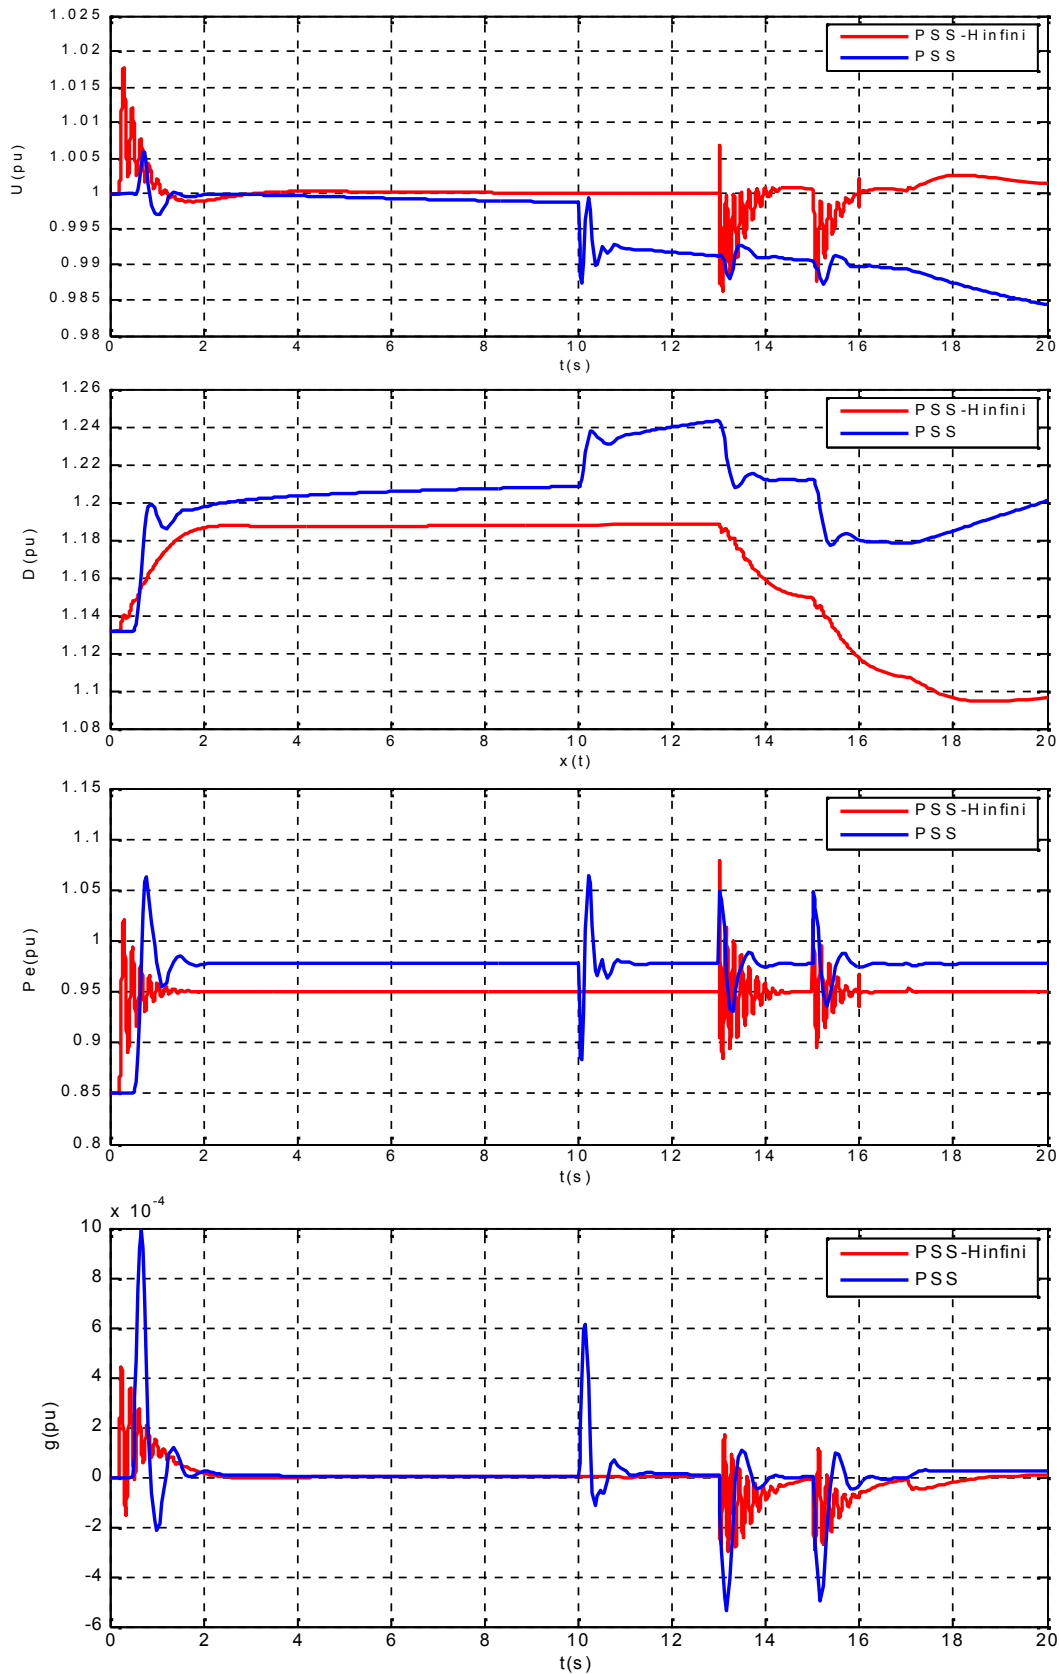 1.025
1.02
1.015
1.01
1.005
1
0.995
0.99
0.985
0.98
U(pu)
PSS-Hinfini
PSS
0 2 4 6 8 10 12 14 16 18 20
t(s)
1.26
1.24
1.22
1.2
1.18
1.16
1.14
1.12
1.1
1.08
D(pu)
PSS-Hinfini
PSS
0 2 4 6 8 10 12 14 16 18 20
x(t)
1.15
1.1
1.05
1
0.95
0.9
0.85
0.8
Pe(pu)
PSS-Hinfini
PSS
0 2 4 6 8 10 12 14 16 18 20
t(s)
x 10-4
10
8
6
4
2
0
-2
-4
-6
g(pu)
PSS-Hinfini
PSS
0 2 4 6 8 10 12 14 16 18 20
t(s)